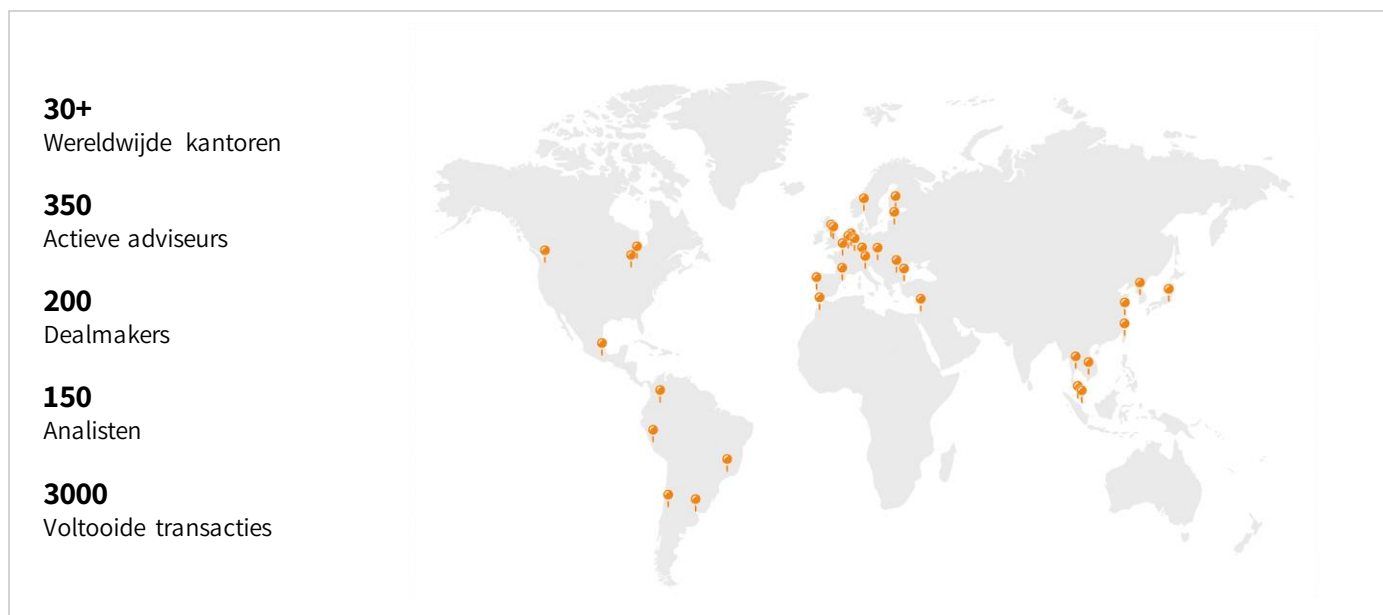 30+
Wereldwijde kantoren
350
Actieve adviseurs
200
Dealmakers
150
Analisten
3000
Voltooide transacties